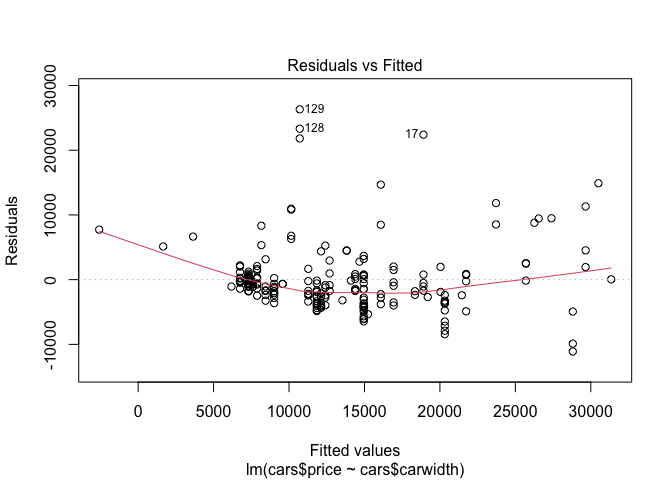 Residuals vs Fitted
Residuals
30000
20000
10000
0
-10000
129
128
17
0 5000 10000 15000 20000 25000 30000
Fitted values
lm(cars$price ~ cars$carwidth)